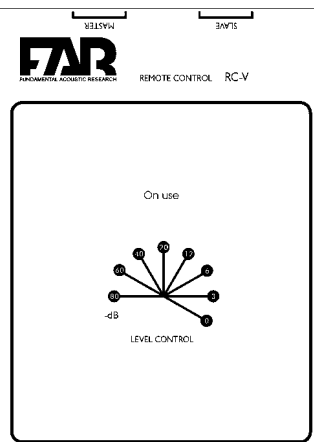 MASTER SLAVE
FAR
FUNDAMENTAL ACOUSTIC RESEARCH
REMOTE CONTROL RC-V
On use
20
40 12
60 6
80 3
-dB 0
LEVEL CONTROL